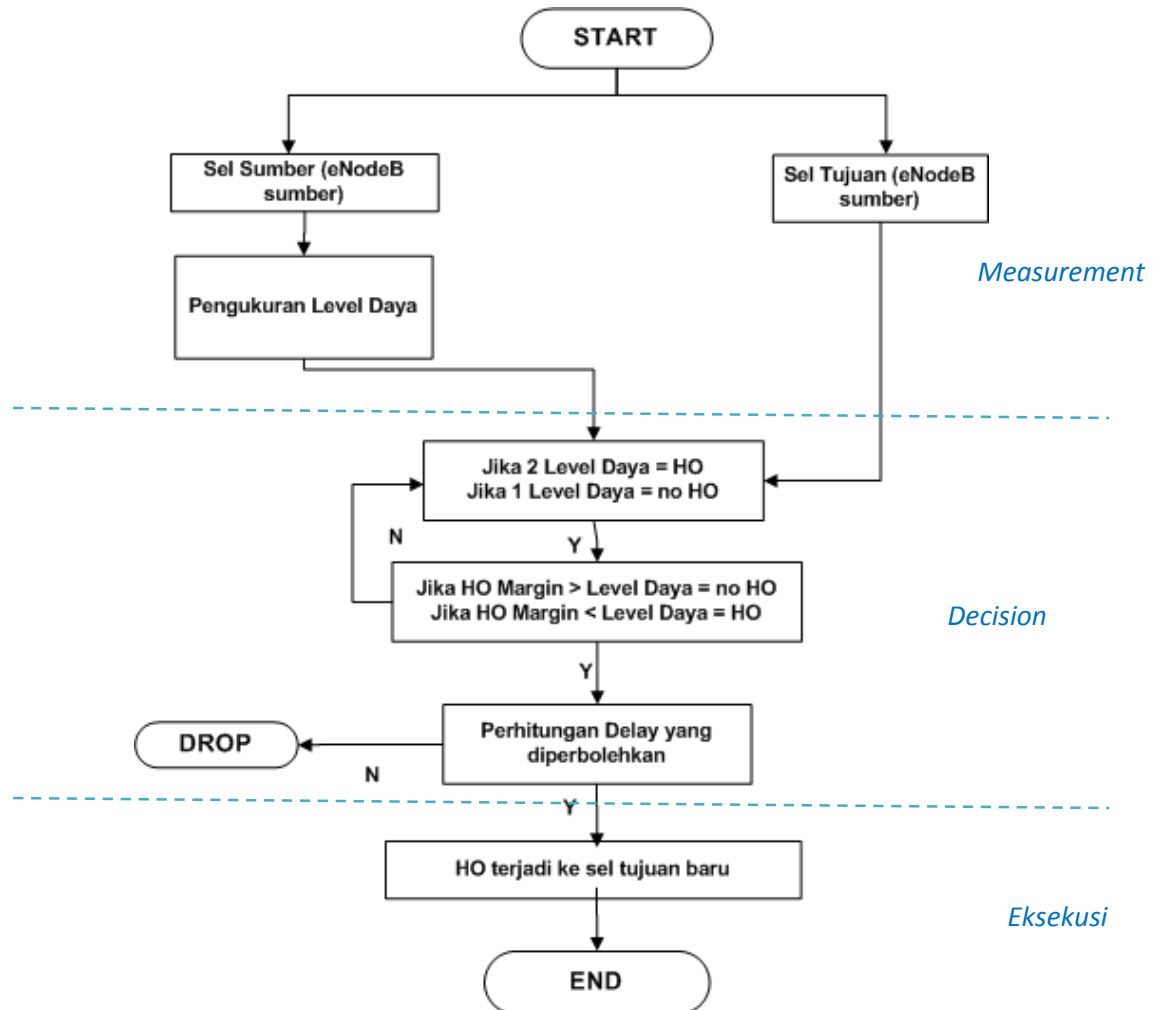 START
Sel Sumber (eNodeB
sumber)
Sel Tujuan (eNodeB
sumber)
Measurement
Pengukuran Level Daya
Jika 2 Level Daya = HO
Jika 1 Level Daya = no HO
N
Y
Jika HO Margin > Level Daya = no HO
Jika HO Margin < Level Daya = HO
Decision
Y
Perhitungan Delay yang
diperbolehkan
DROP
N
Y
HO terjadi ke sel tujuan baru
Eksekusi
END